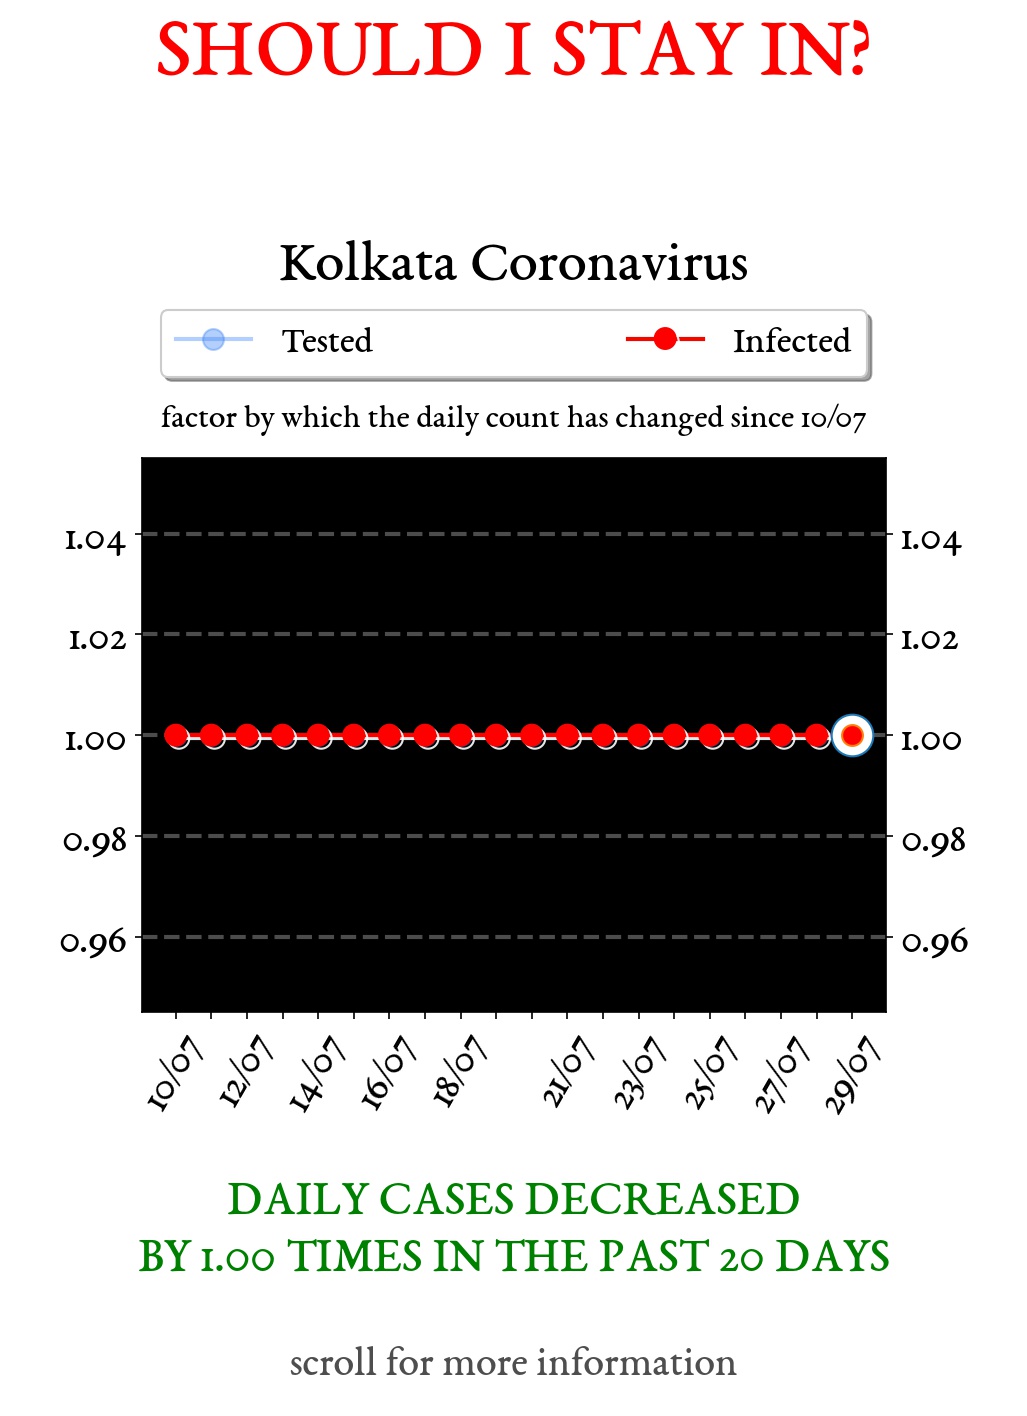 SHOULD I STAY IN?
Kolkata Coronavirus
Tested Infected
factor by which the daily count has changed since 10/07
1.04 1.04
1.02 1.02
1.00 1.00
0.98 0.98
0.96 0.96
10/07 12/07 14/07 16/07 18/07 21/07 23/07 25/07 27/07 29/07
DAILY CASES DECREASED
BY 1.00 TIMES IN THE PAST 20 DAYS
scroll for more information